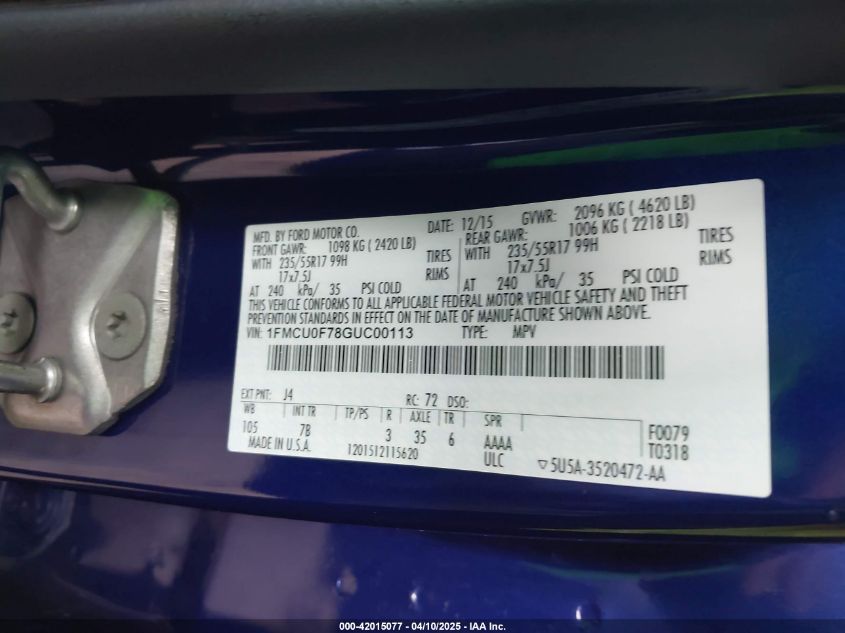 MFD. BY FORD MOTOR CO. DATE: 12/15 GVWR: 2096 KG ( 4620 LB)
FRONT GAWR: 1098 KG ( 2420 LB) REAR GAWR: 1006 KG ( 2218 LB)
WITH 235/55R17 99H TIRES WITH 235/55R17 99H TIRES
17x7.5J RIMS 17x7.5J RIMS
AT 240 kPa/ 35 PSI COLD AT 240 kPa/ 35 PSI COLD
THIS VEHICLE CONFORMS TO ALL APPLICABLE FEDERAL MOTOR VEHICLE SAFETY AND THEFT
PREVENTION STANDARDS IN EFFECT ON THE DATE OF MANUFACTURE SHOWN ABOVE.
VIN: 1FMCU0F78GUC00113 TYPE: MPV
EXT PNT: J4 RC: 72 DSO:
WB INT TR TP/PS R AXLE TR SPR
105 7B 3 35 6 AAAA F0079
MADE IN U.S.A. 1201512115620 ULC T0318
▽5U5A-3520472-AA
000-42015077 - 04/10/2025 - IAA Inc.